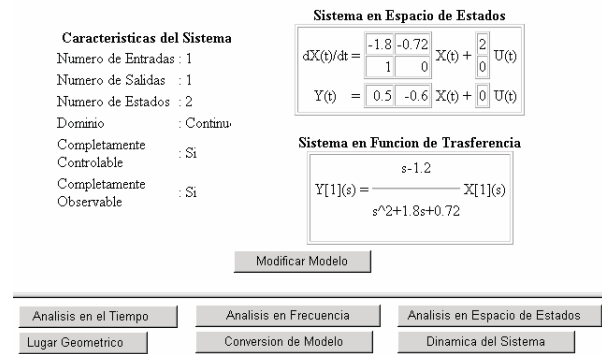 Sistema en Espacio de Estados
Caracteristicas del Sistema
Numero de Entradas : 1
Numero de Salidas : 1
Numero de Estados : 2
Dominio : Continu
Completamente Controlable : Si
Completamente Observable : Si
dX(t)/dt = -1.8 -0.72 X(t) + 2 U(t)
1 0 0
Y(t) = 0.5 -0.6 X(t) + 0 U(t)
Sistema en Funcion de Trasferencia
s-1.2
Y[1](s) = X[1](s)
s^2+1.8s+0.72
Modificar Modelo
Analisis en el Tiempo Analisis en Frecuencia Analisis en Espacio de Estados
Lugar Geometrico Conversion de Modelo Dinamica del Sistema